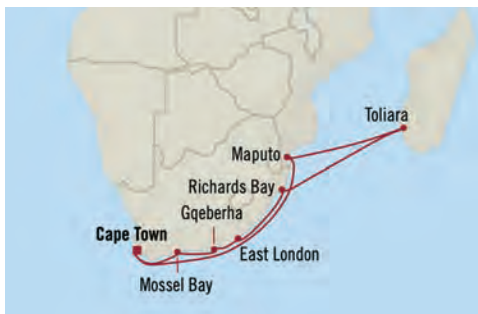 Toliara
Maputo
Richards Bay
Gqeberha
Cape Town
East London
Mossel Bay